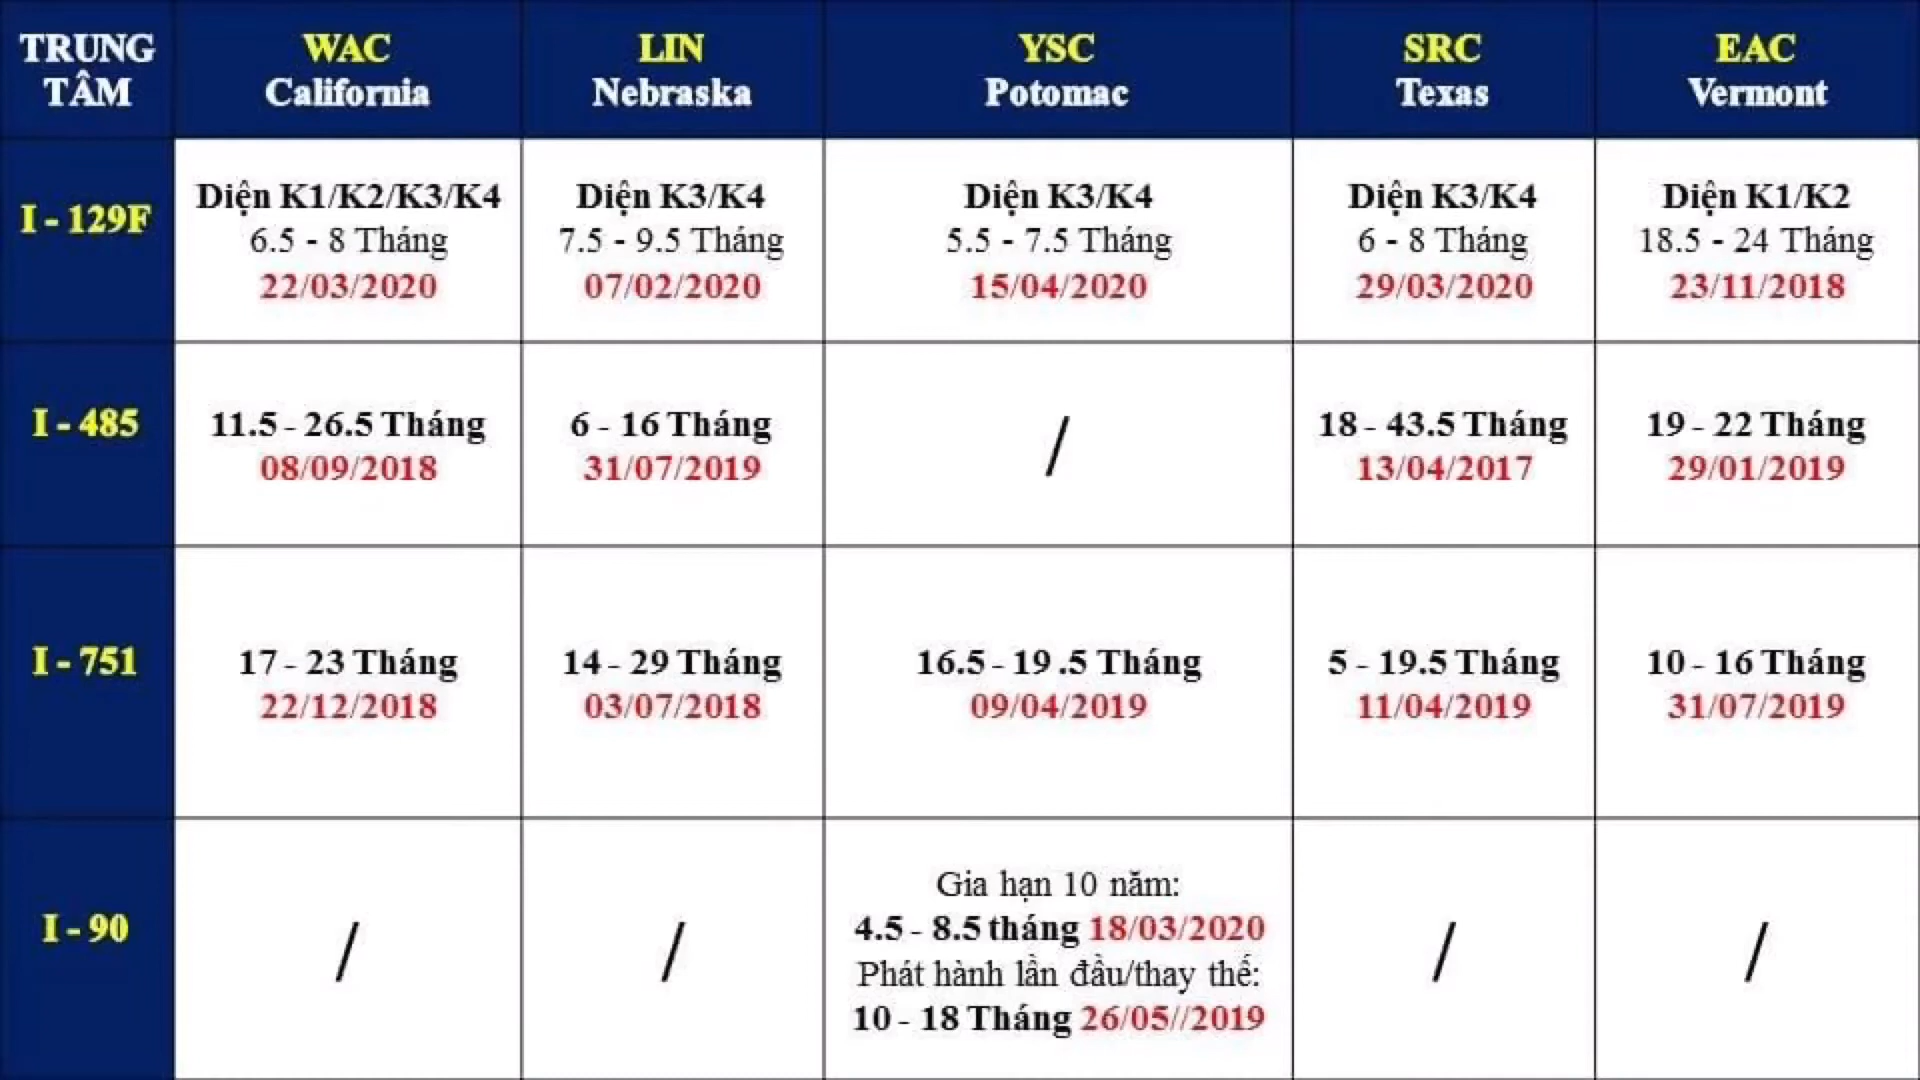 TRUNG
TÂM
WAC
California
LIN
Nebraska
YSC
Potomac
SRC
Texas
EAC
Vermont
I - 129F
Diện K1/K2/K3/K4
6.5 - 8 Tháng
22/03/2020
Diện K3/K4
7.5 - 9.5 Tháng
07/02/2020
Diện K3/K4
5.5 - 7.5 Tháng
15/04/2020
Diện K3/K4
6 - 8 Tháng
29/03/2020
Diện K1/K2
18.5 - 24 Tháng
23/11/2018
I - 485
11.5 - 26.5 Tháng
08/09/2018
6 - 16 Tháng
31/07/2019
/
18 - 43.5 Tháng
13/04/2017
19 - 22 Tháng
29/01/2019
I - 751
17 - 23 Tháng
22/12/2018
14 - 29 Tháng
03/07/2018
16.5 - 19 .5 Tháng
09/04/2019
5 - 19.5 Tháng
11/04/2019
10 - 16 Tháng
31/07/2019
I - 90
/
/
Gia hạn 10 năm:
4.5 - 8.5 tháng 18/03/2020
Phát hành lần đầu/thay thế:
10 - 18 Tháng 26/05//2019
/
/